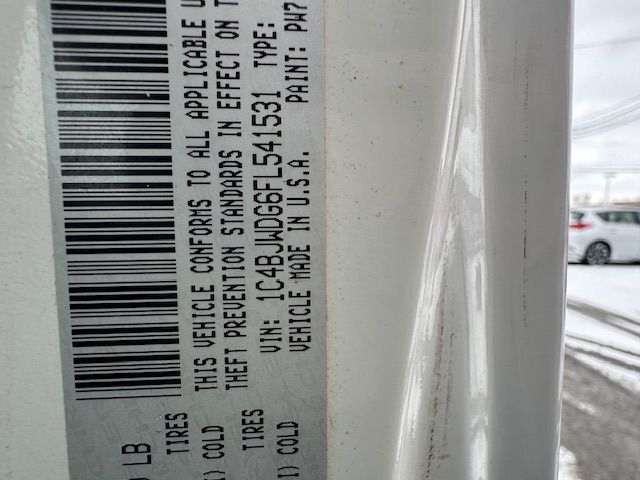 THIS VEHICLE CONFORMS TO ALL APPLICABLE U
THEFT PREVENTION STANDARDS IN EFFECT ON T
VIN: 1C4BJWDG6FL541531 TYPE:
VEHICLE MADE IN U.S.A. PAINT: PW7
LB
TIRES
I) COLD
TIRES
I) COLD